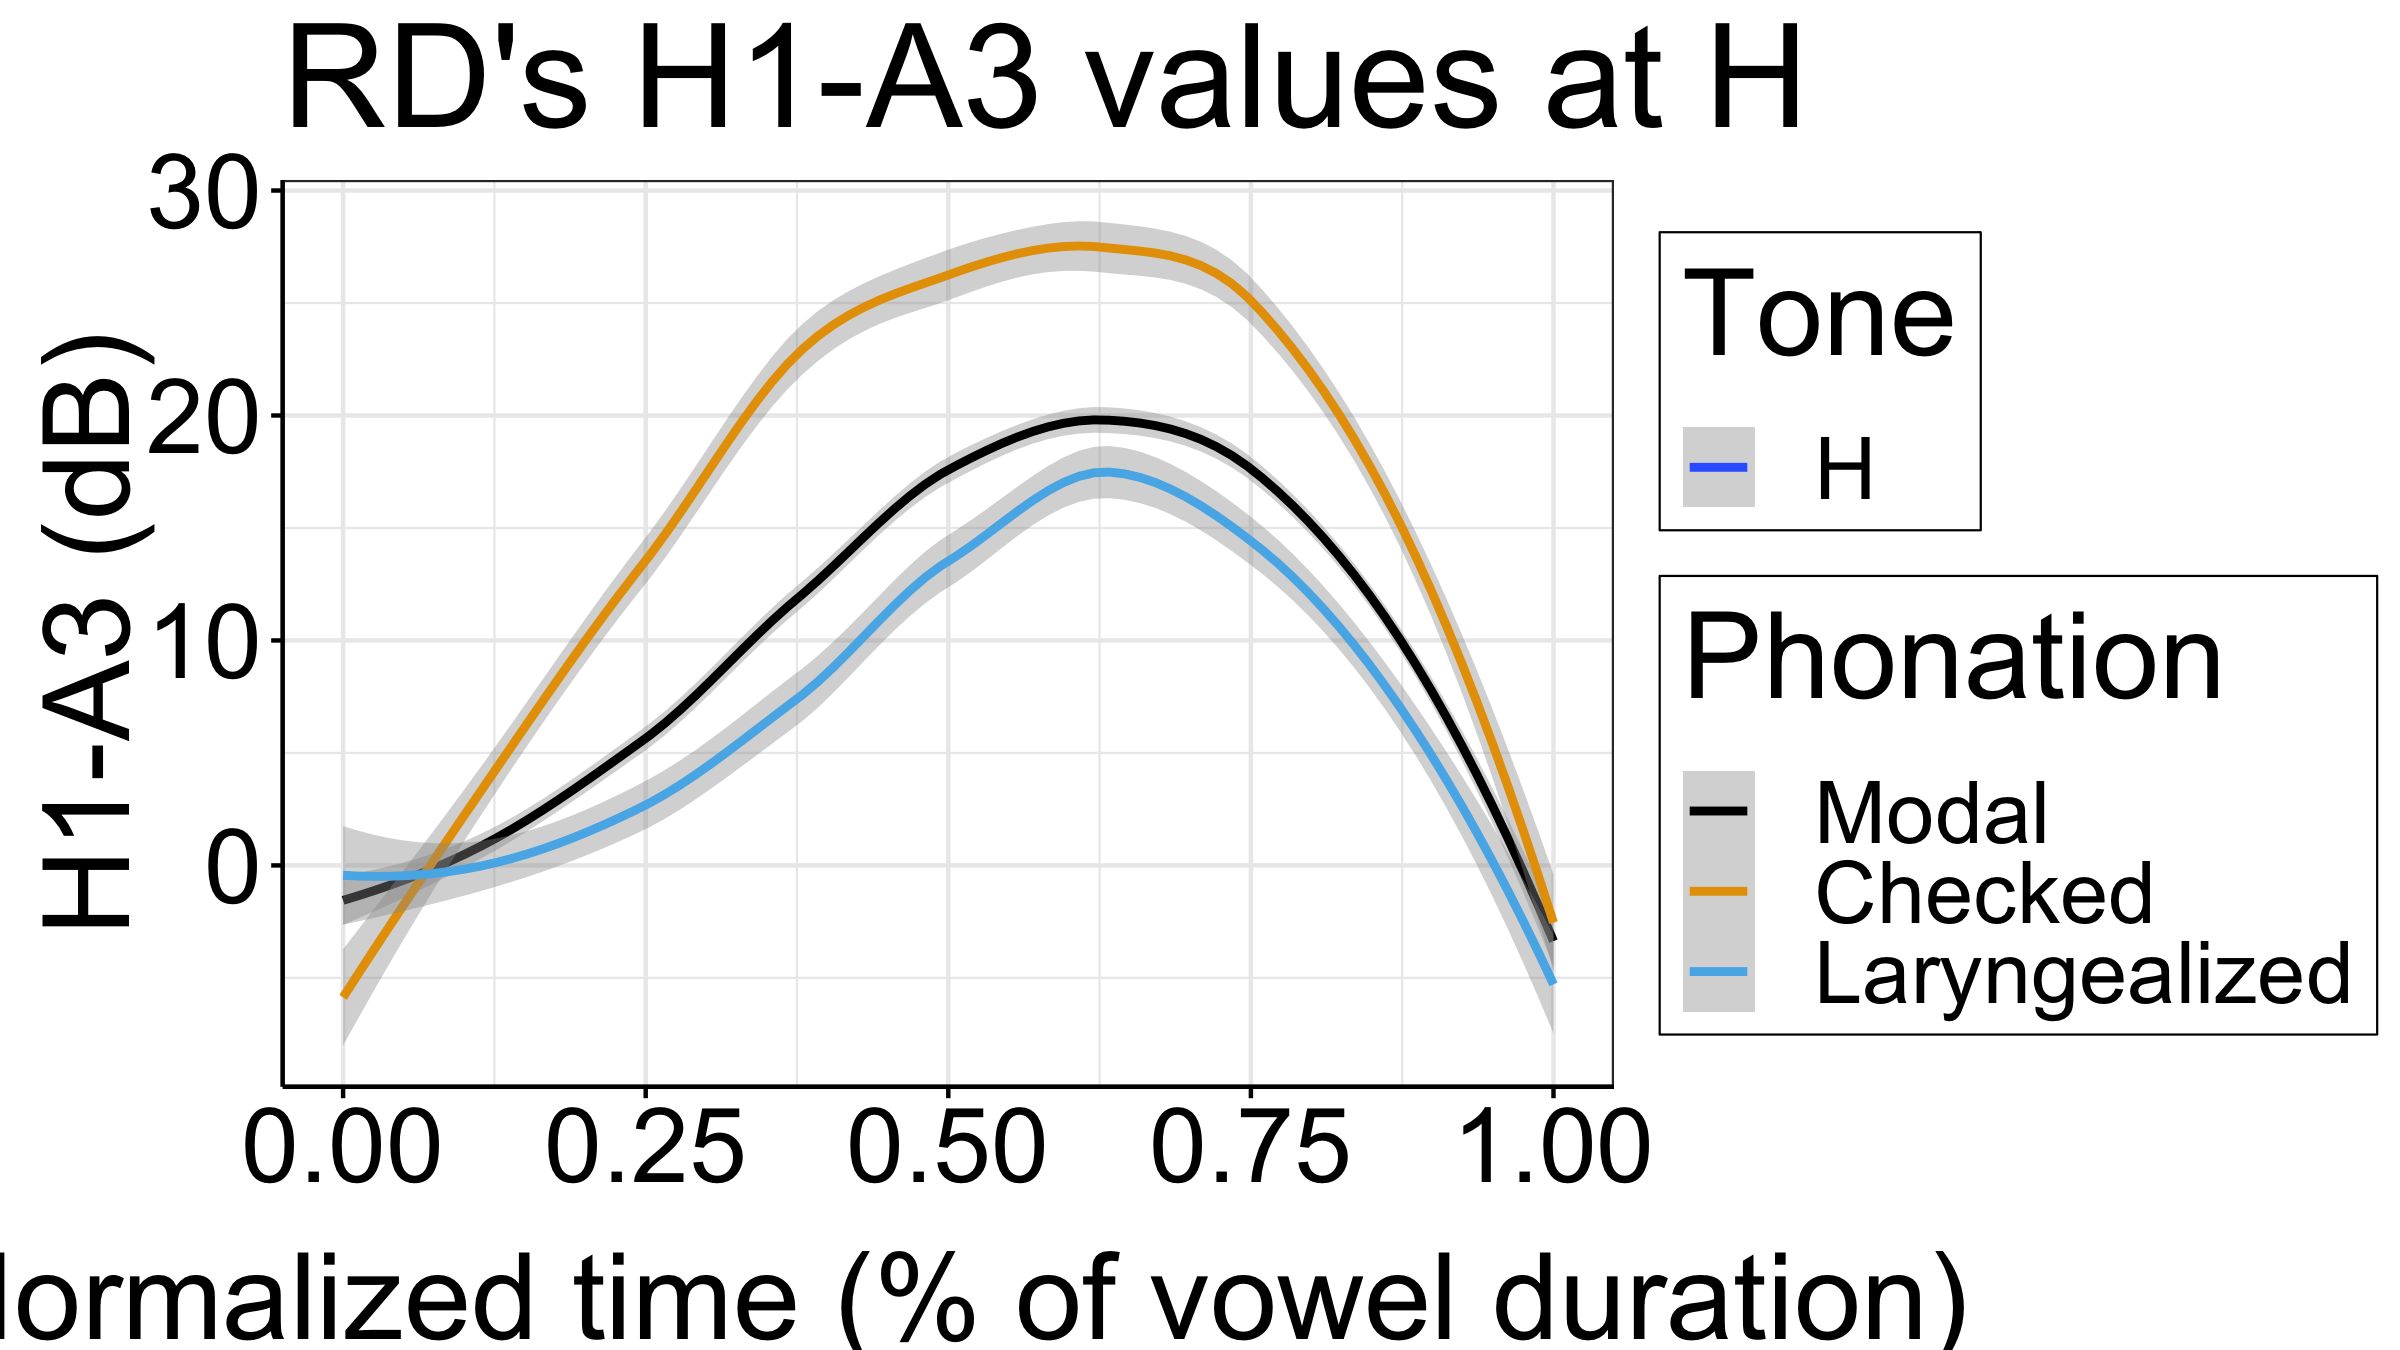 RD's H1-A3 values at H
H1-A3 (dB)
30
20
10
0
0.00 0.25 0.50 0.75 1.00
time (% of vowel duration)
Tone
H
Phonation
Modal
Checked
Laryngealized